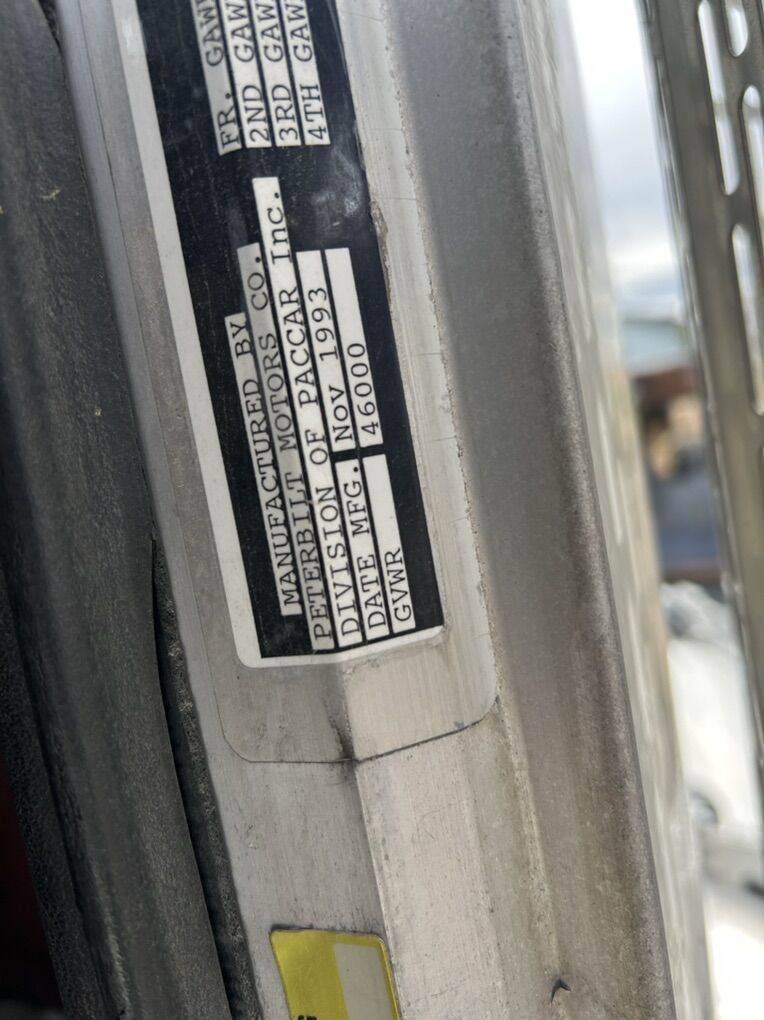 MANUFACTURED BY
PETERBILT MOTORS CO.
DIVISION OF PACCAR Inc.
DATE MFG. Nov 1993
GVWR 46000
FR. GAW
2ND GAW
3RD GAW
4TH GAW